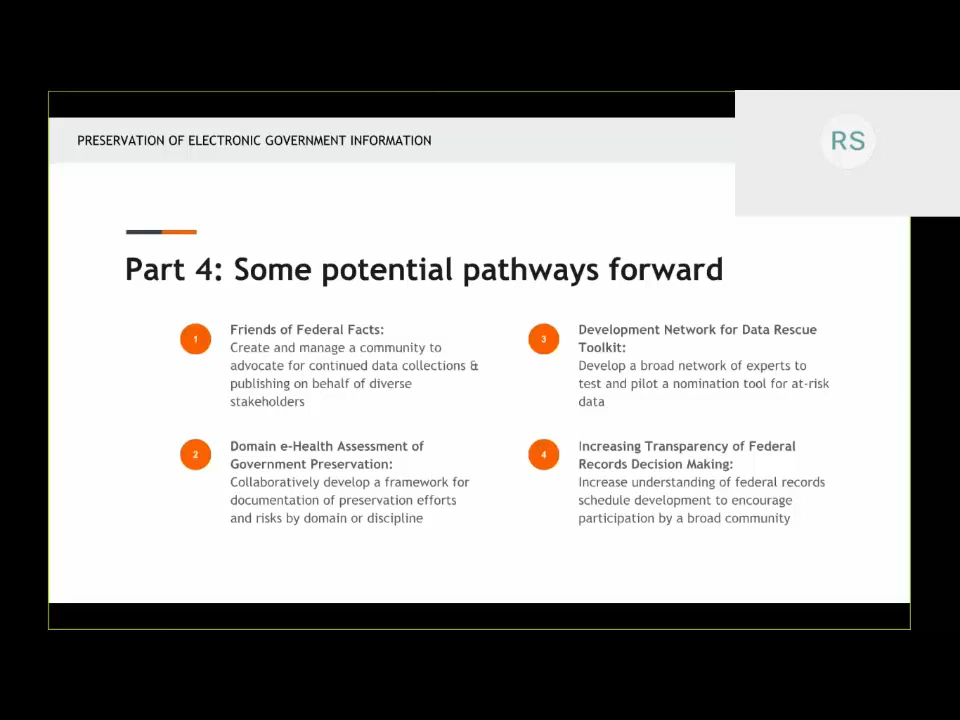 PRESERVATION OF ELECTRONIC GOVERNMENT INFORMATION
RS
Part 4: Some potential pathways forward
1
Friends of Federal Facts:
Create and manage a community to
advocate for continued data collections &
publishing on behalf of diverse
stakeholders
2
Domain e-Health Assessment of
Government Preservation:
Collaboratively develop a framework for
documentation of preservation efforts
and risks by domain or discipline
3
Development Network for Data Rescue
Toolkit:
Develop a broad network of experts to
test and pilot a nomination tool for at-risk
data
4
Increasing Transparency of Federal
Records Decision Making:
Increase understanding of federal records
schedule development to encourage
participation by a broad community